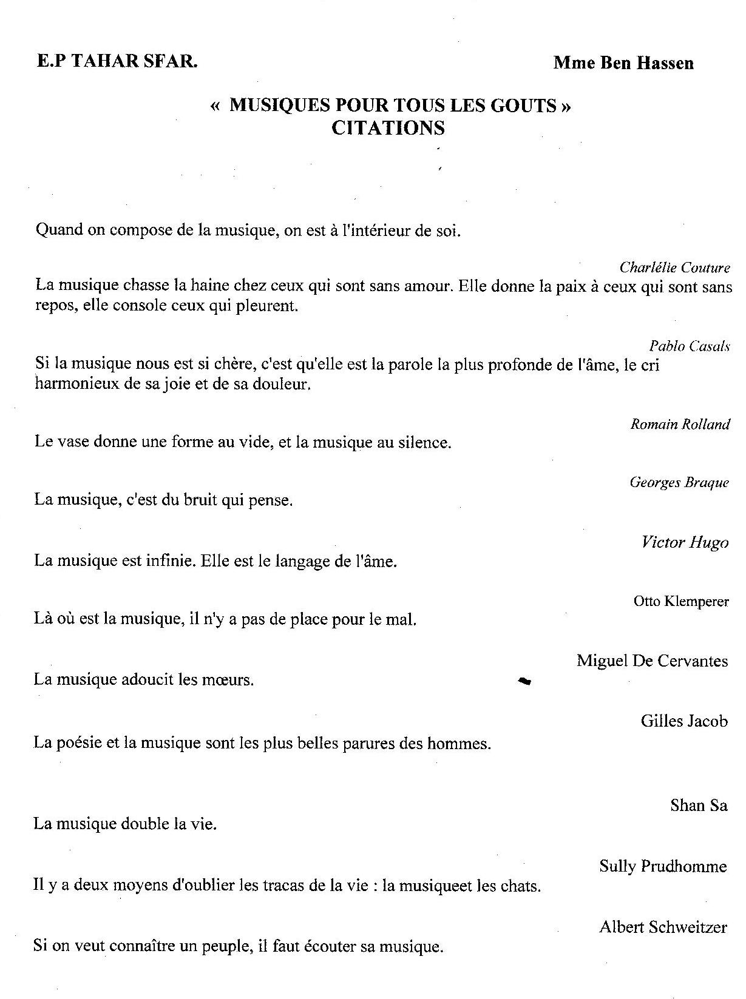 E.P TAHAR SFAR.
Mme Ben Hassen
« MUSIQUES POUR TOUS LES GOUTS »
CITATIONS
Quand on compose de la musique, on est à l'intérieur de soi.
Charlélie Couture
La musique chasse la haine chez ceux qui sont sans amour. Elle donne la paix à ceux qui sont sans
repos, elle console ceux qui pleurent.
Pablo Casals
Si la musique nous est si chère, c'est qu'elle est la parole la plus profonde de l'âme, le cri
harmonieux de sa joie et de sa douleur.
Romain Rolland
Le vase donne une forme au vide, et la musique au silence.
Georges Braque
La musique, c'est du bruit qui pense.
Victor Hugo
La musique est infinie. Elle est le langage de l'âme.
Otto Klemperer
Là où est la musique, il n'y a pas de place pour le mal.
Miguel De Cervantes
La musique adoucit les mœurs.
Gilles Jacob
La poésie et la musique sont les plus belles parures des hommes.
Shan Sa
La musique double la vie.
Sully Prudhomme
Il y a deux moyens d'oublier les tracas de la vie : la musiqueet les chats.
Albert Schweitzer
Si on veut connaître un peuple, il faut écouter sa musique.